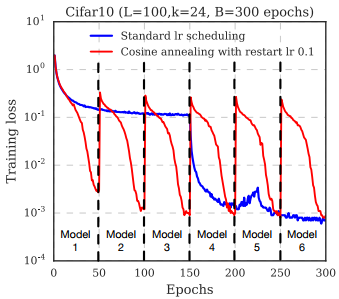 Cifar10 (L=100,k=24, B=300 epochs)
Standard lr scheduling
Cosine annealing with restart lr 0.1
Training loss
10^1
10^0
10^-1
10^-2
10^-3
10^-4
Model 1
Model 2
Model 3
Model 4
Model 5
Model 6
0 50 100 150 200 250 300
Epochs